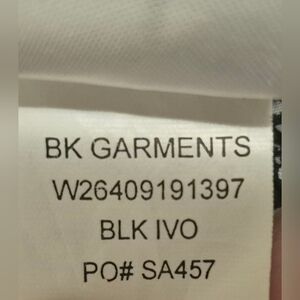 BK GARMENTS
W26409191397
BLK IVO
PO# SA457